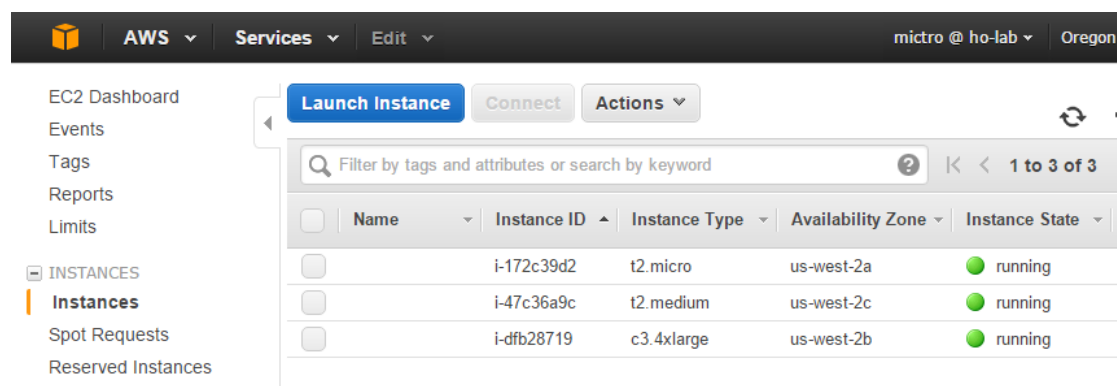 AWS Services Edit mictro @ ho-lab Oregon
EC2 Dashboard
Events
Tags
Reports
Limits
INSTANCES
Instances
Spot Requests
Reserved Instances
Launch Instance Connect Actions
Filter by tags and attributes or search by keyword 1 to 3 of 3
Name Instance ID Instance Type Availability Zone Instance State
i-172c39d2 t2.micro us-west-2a running
i-47c36a9c t2.medium us-west-2c running
i-dfb28719 c3.4xlarge us-west-2b running